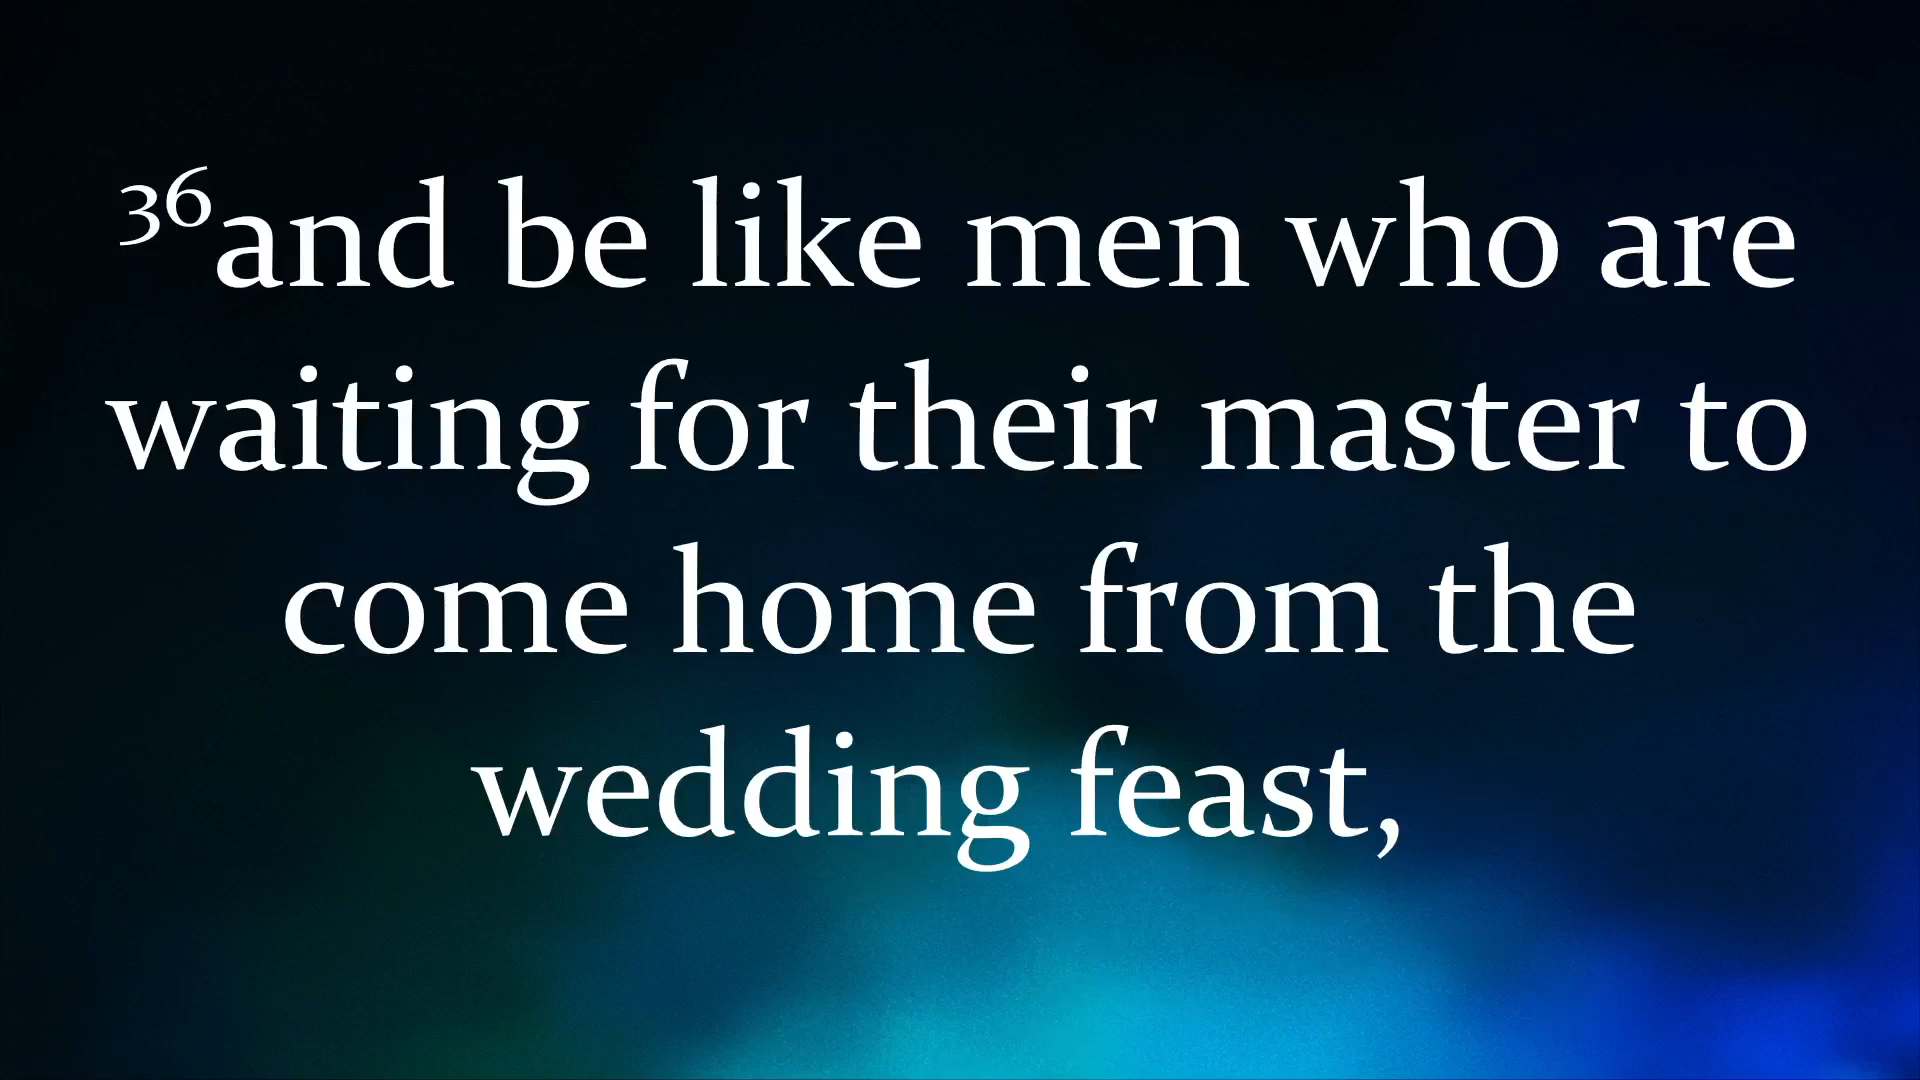 36and be like men who are
waiting for their master to
come home from the
wedding feast,